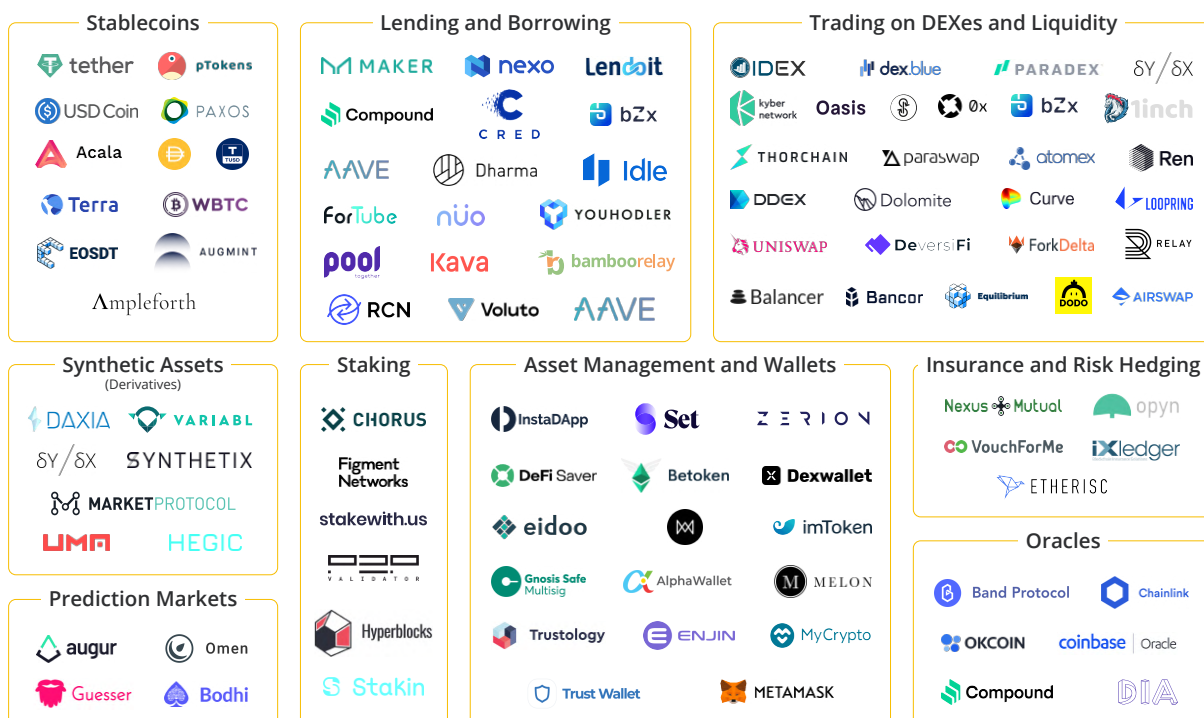 Stablecoins
tether
pTokens
USD Coin
PAXOS
Acala
T
TUSD
Terra
WBTC
EOSDT
AUGMINT
Ampleforth
Lending and Borrowing
MAKER
nexo
Lendoit
Compound
CRED
bZx
AAVE
Dharma
Idle
ForTube
nüo
YOUHODLER
pool
together
Kava
bamboorelay
RCN
Voluto
AAVE
Trading on DEXes and Liquidity
IDEX
dex.blue
PARADEX
δY/δX
kyber
network
Oasis
0x
bZx
1inch
THORCHAIN
paraswap
atomex
Ren
DDEX
Dolomite
Curve
LOOPRING
UNISWAP
DeversiFi
ForkDelta
RELAY
Balancer
Bancor
Equilibrium
DODO
AIRSWAP
Synthetic Assets
(Derivatives)
DAXIA
VARIABL
δY/δX
SYNTHETIX
MARKETPROTOCOL
UMA
HEGIC
Prediction Markets
augur
Omen
Guesser
Bodhi
Staking
CHORUS
Figment
Networks
stakewith.us
P2P
VALIDATOR
Hyperblocks
Stakin
Asset Management and Wallets
InstaDApp
Set
ZERION
DeFi Saver
Betoken
Dexwallet
eidoo
imToken
Gnosis Safe
Multisig
AlphaWallet
M
MELON
Trustology
ENJIN
MyCrypto
Trust Wallet
METAMASK
Insurance and Risk Hedging
Nexus Mutual
opyn
VouchForMe
iXledger
ETHERISC
Oracles
Band Protocol
Chainlink
OKCOIN
coinbase | Oracle
Compound
DIA